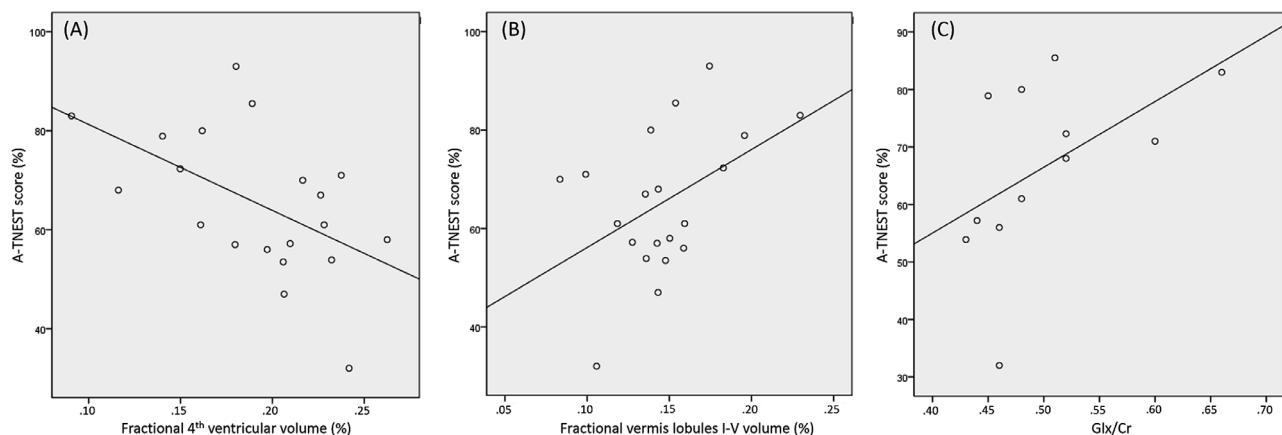 (A)
100
80
60
40
A-TNEST score (%)
.10 .15 .20 .25
Fractional 4th ventricular volume (%)
(B)
100
80
60
40
A-TNEST score (%)
.05 .10 .15 .20 .25
Fractional vermis lobules I-V volume (%)
(C)
90
80
70
60
50
40
30
A-TNEST score (%)
.40 .45 .50 .55 .60 .65 .70
Glx/Cr